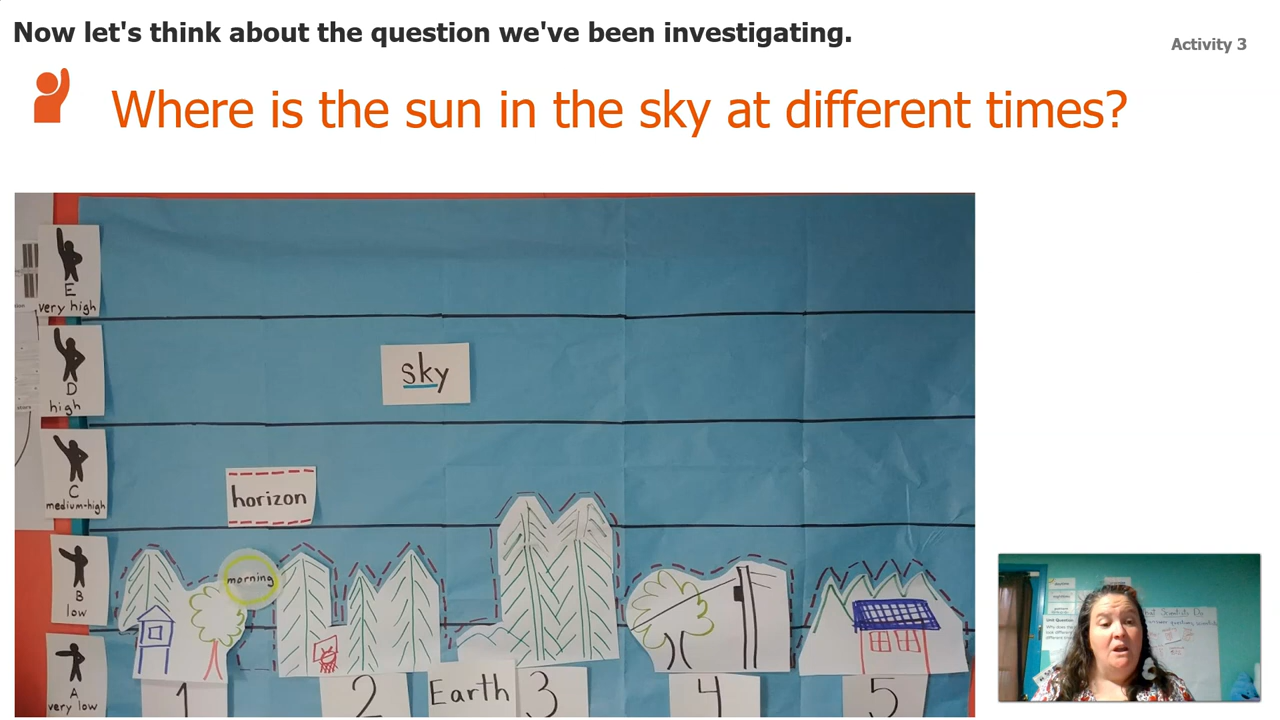 Now let's think about the question we've been investigating.
Activity 3
Where is the sun in the sky at different times?
E
very high
D
high
sky
C
medium-high
horizon
B
low
morning
A
very low
1
2
Earth
3
4
5